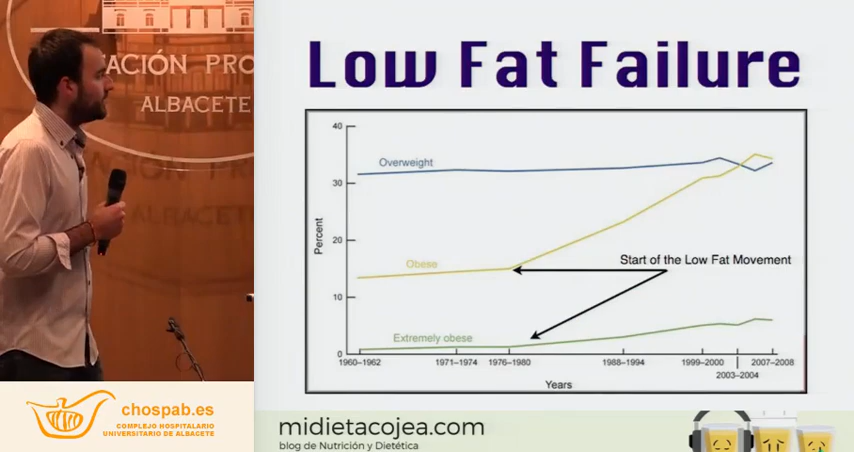 ACIÓN PRO
ALBACETE
Low Fat Failure
40
30
20
10
0
Percent
Overweight
Obese
Extremely obese
Start of the Low Fat Movement
1960–1962
1971–1974
1976–1980
1988–1994
1999–2000
2003–2004
2007–2008
Years
chospab.es
COMPLEJO HOSPITALARIO
UNIVERSITARIO DE ALBACETE
midietacojea.com
blog de Nutrición y Dietética